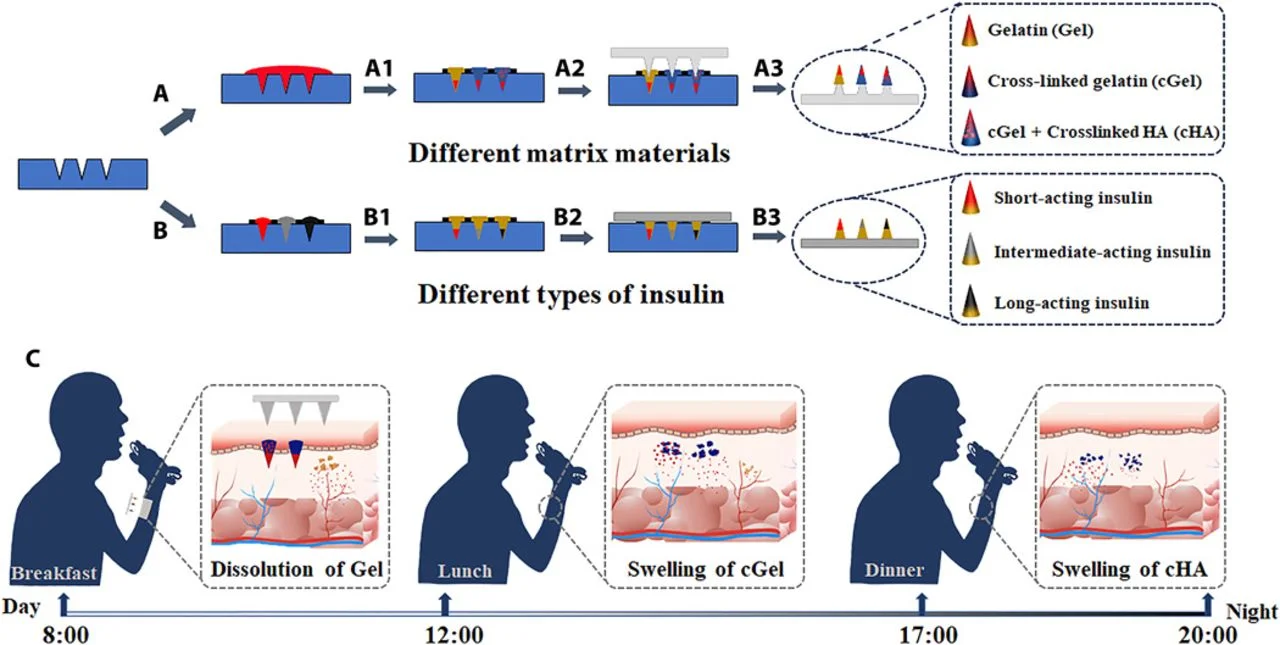 A
A1
A2
A3
Gelatin (Gel)
Cross-linked gelatin (cGel)
cGel + Crosslinked HA (cHA)
Different matrix materials
B
B1
B2
B3
Short-acting insulin
Intermediate-acting insulin
Long-acting insulin
Different types of insulin
C
Breakfast
Dissolution of Gel
Lunch
Swelling of cGel
Dinner
Swelling of cHA
Day
Night
8:00
12:00
17:00
20:00